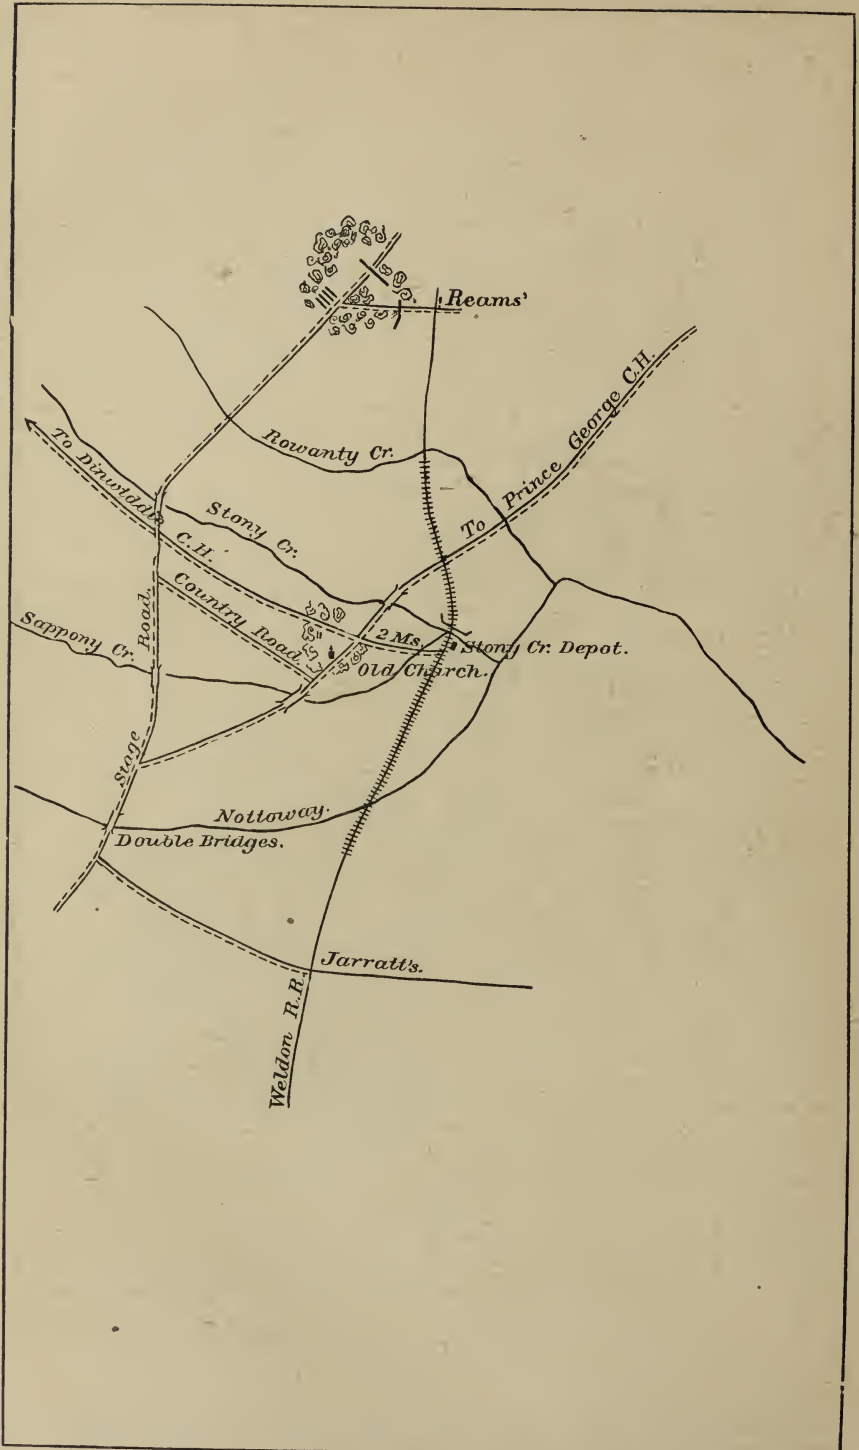 Reams'
To Prince George C.H.
Rowanty Cr.
To Dinwiddie C.H.
Stony Cr.
Country Road.
Sappony Cr.
2 Ms.
Stony Cr. Depot.
Old Church.
Stage Road.
Nottoway.
Double Bridges.
Jarratt's.
Weldon R.R.